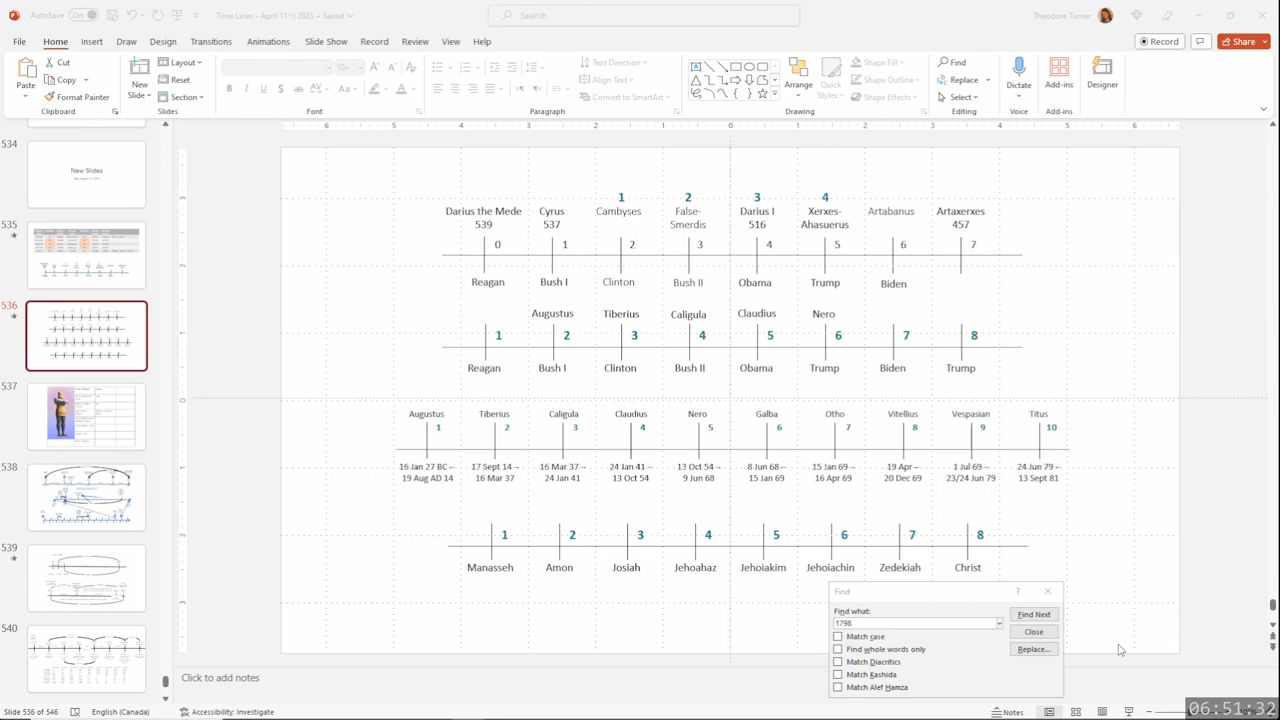 AutoSave On Time Lines - April 11 2023 • Saved Search Theodore Turner
File Home Insert Draw Design Transitions Animations Slide Show Record Review View Help Record Share
Paste Cut Copy Format Painter Clipboard
New Slide Layout Reset Section Slides
Font
Text Direction Align Text Convert to SmartArt Paragraph
Arrange Quick Styles Shape Fill Shape Outline Shape Effects Drawing
Find Replace Select Editing
Dictate Voice
Add-ins Add-ins
Designer
6 5 4 3 2 1 0 1 2 3 4 5 6
534
New Slides
535
536
537
538
539
540
1 2 3 4
Darius the Mede Cyrus Cambyses False- Darius I Xerxes- Artabanus Artaxerxes
539 537 Smerdis 516 Ahasuerus 457
0 1 2 3 4 5 6 7
Reagan Bush I Clinton Bush II Obama Trump Biden
Augustus Tiberius Caligula Claudius Nero
1 2 3 4 5 6 7 8
Reagan Bush I Clinton Bush II Obama Trump Biden Trump
Augustus Tiberius Caligula Claudius Nero Galba Otho Vitellius Vespasian Titus
1 2 3 4 5 6 7 8 9 10
16 Jan 27 BC – 17 Sept 14 – 16 Mar 37 – 24 Jan 41 – 13 Oct 54 – 8 Jun 68 – 15 Jan 69 – 19 Apr – 1 Jul 69 – 24 Jun 79 –
19 Aug AD 14 16 Mar 37 24 Jan 41 13 Oct 54 9 Jun 68 15 Jan 69 16 Apr 69 20 Dec 69 23/24 Jun 79 13 Sept 81
1 2 3 4 5 6 7 8
Manasseh Amon Josiah Jehoahaz Jehoiakim Jehoiachin Zedekiah Christ
Find ?
Find what:
1798
Find Next
Close
Replace...
Match case
Find whole words only
Match Diacritics
Match Kashida
Match Alef Hamza
Click to add notes
Slide 536 of 546 English (Canada) Accessibility: Investigate Notes
06:51:32